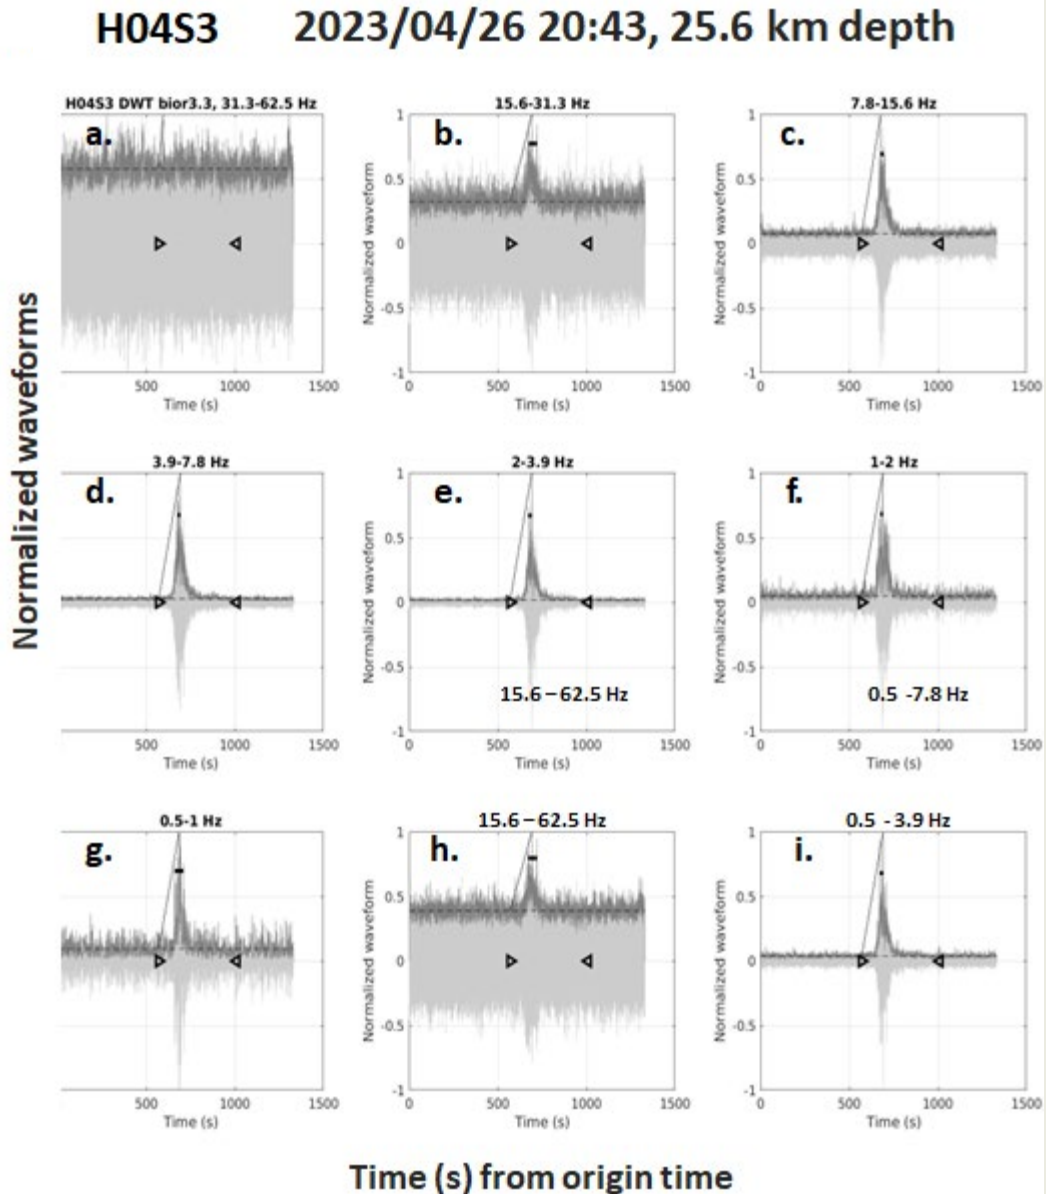 H04S3 2023/04/26 20:43, 25.6 km depth
H04S3 DWT bior3.3, 31.3-62.5 Hz
a.
500 1000 1500
Time (s)
15.6-31.3 Hz
b.
Normalized waveform
1
0.5
0
-0.5
-1
0 500 1000 1500
Time (s)
7.8-15.6 Hz
c.
Normalized waveform
1
0.5
0
-0.5
-1
0 500 1000 1500
Time (s)
Normalized waveforms
3.9-7.8 Hz
d.
500 1000 1500
Time (s)
2-3.9 Hz
e.
Normalized waveform
1
0.5
0
-0.5
-1
15.6 – 62.5 Hz
0 500 1000 1500
Time (s)
1-2 Hz
f.
Normalized waveform
1
0.5
0
-0.5
-1
0.5 -7.8 Hz
0 500 1000 1500
Time (s)
0.5-1 Hz
g.
500 1000 1500
Time (s)
15.6 – 62.5 Hz
h.
Normalized waveform
1
0.5
0
-0.5
-1
0 500 1000 1500
Time (s)
0.5 - 3.9 Hz
i.
Normalized waveform
1
0.5
0
-0.5
-1
0 500 1000 1500
Time (s)
Time (s) from origin time